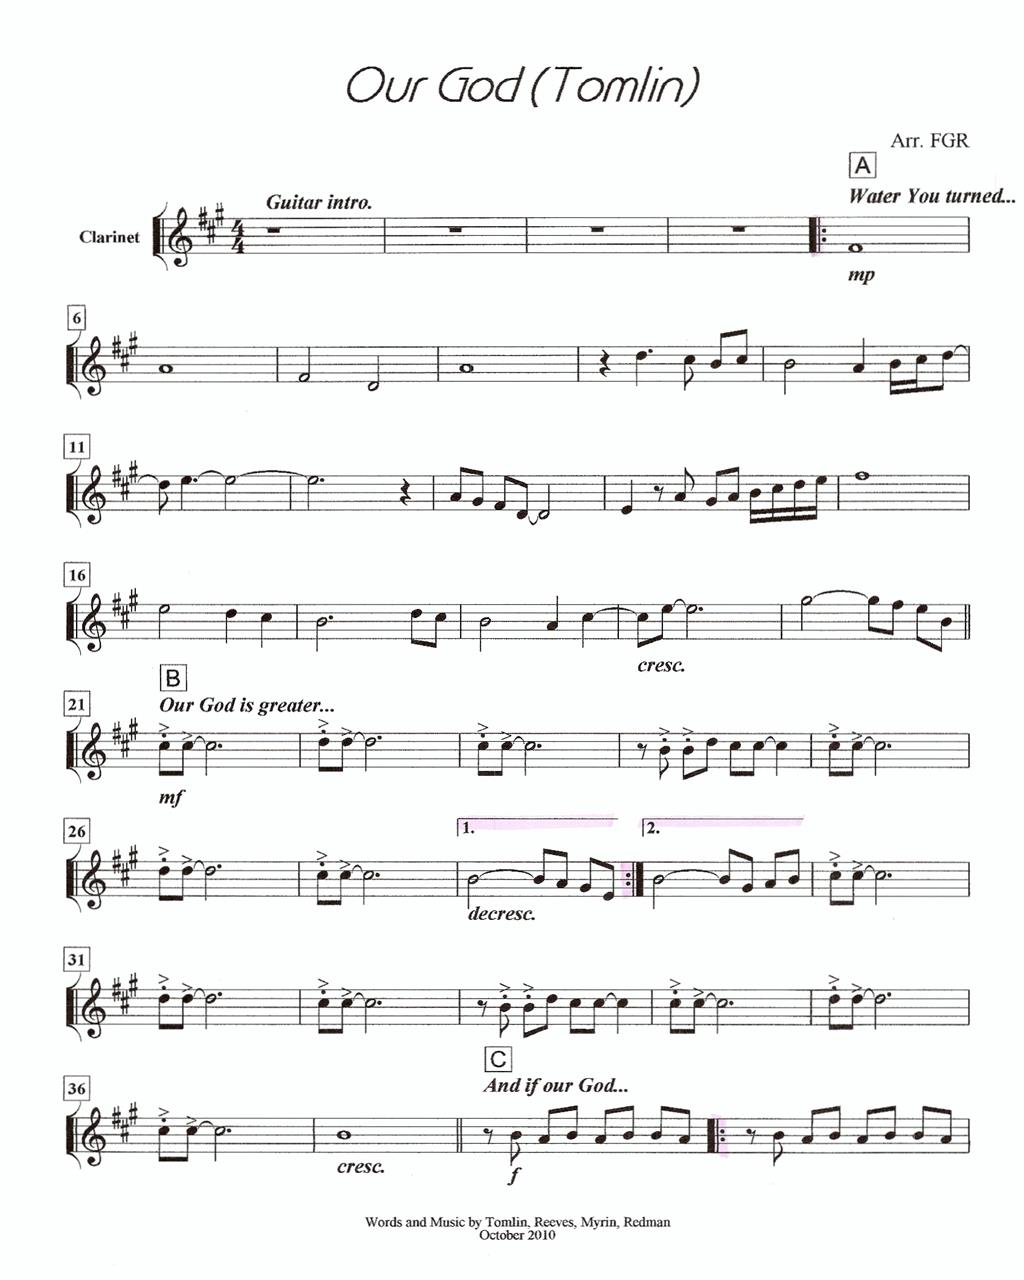 Our God (Tomlin)
Arr. FGR
A
Guitar intro.
Water You turned...
Clarinet
4
4
mp
6
11
16
cresc.
B
21
Our God is greater...
mf
26
1.
2.
decresc.
31
C
36
And if our God...
cresc.
f
Words and Music by Tomlin, Reeves, Myrin, Redman
October 2010